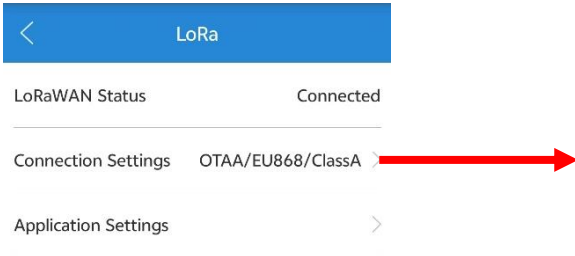 LoRa
LoRaWAN Status Connected
Connection Settings OTAA/EU868/ClassA
Application Settings